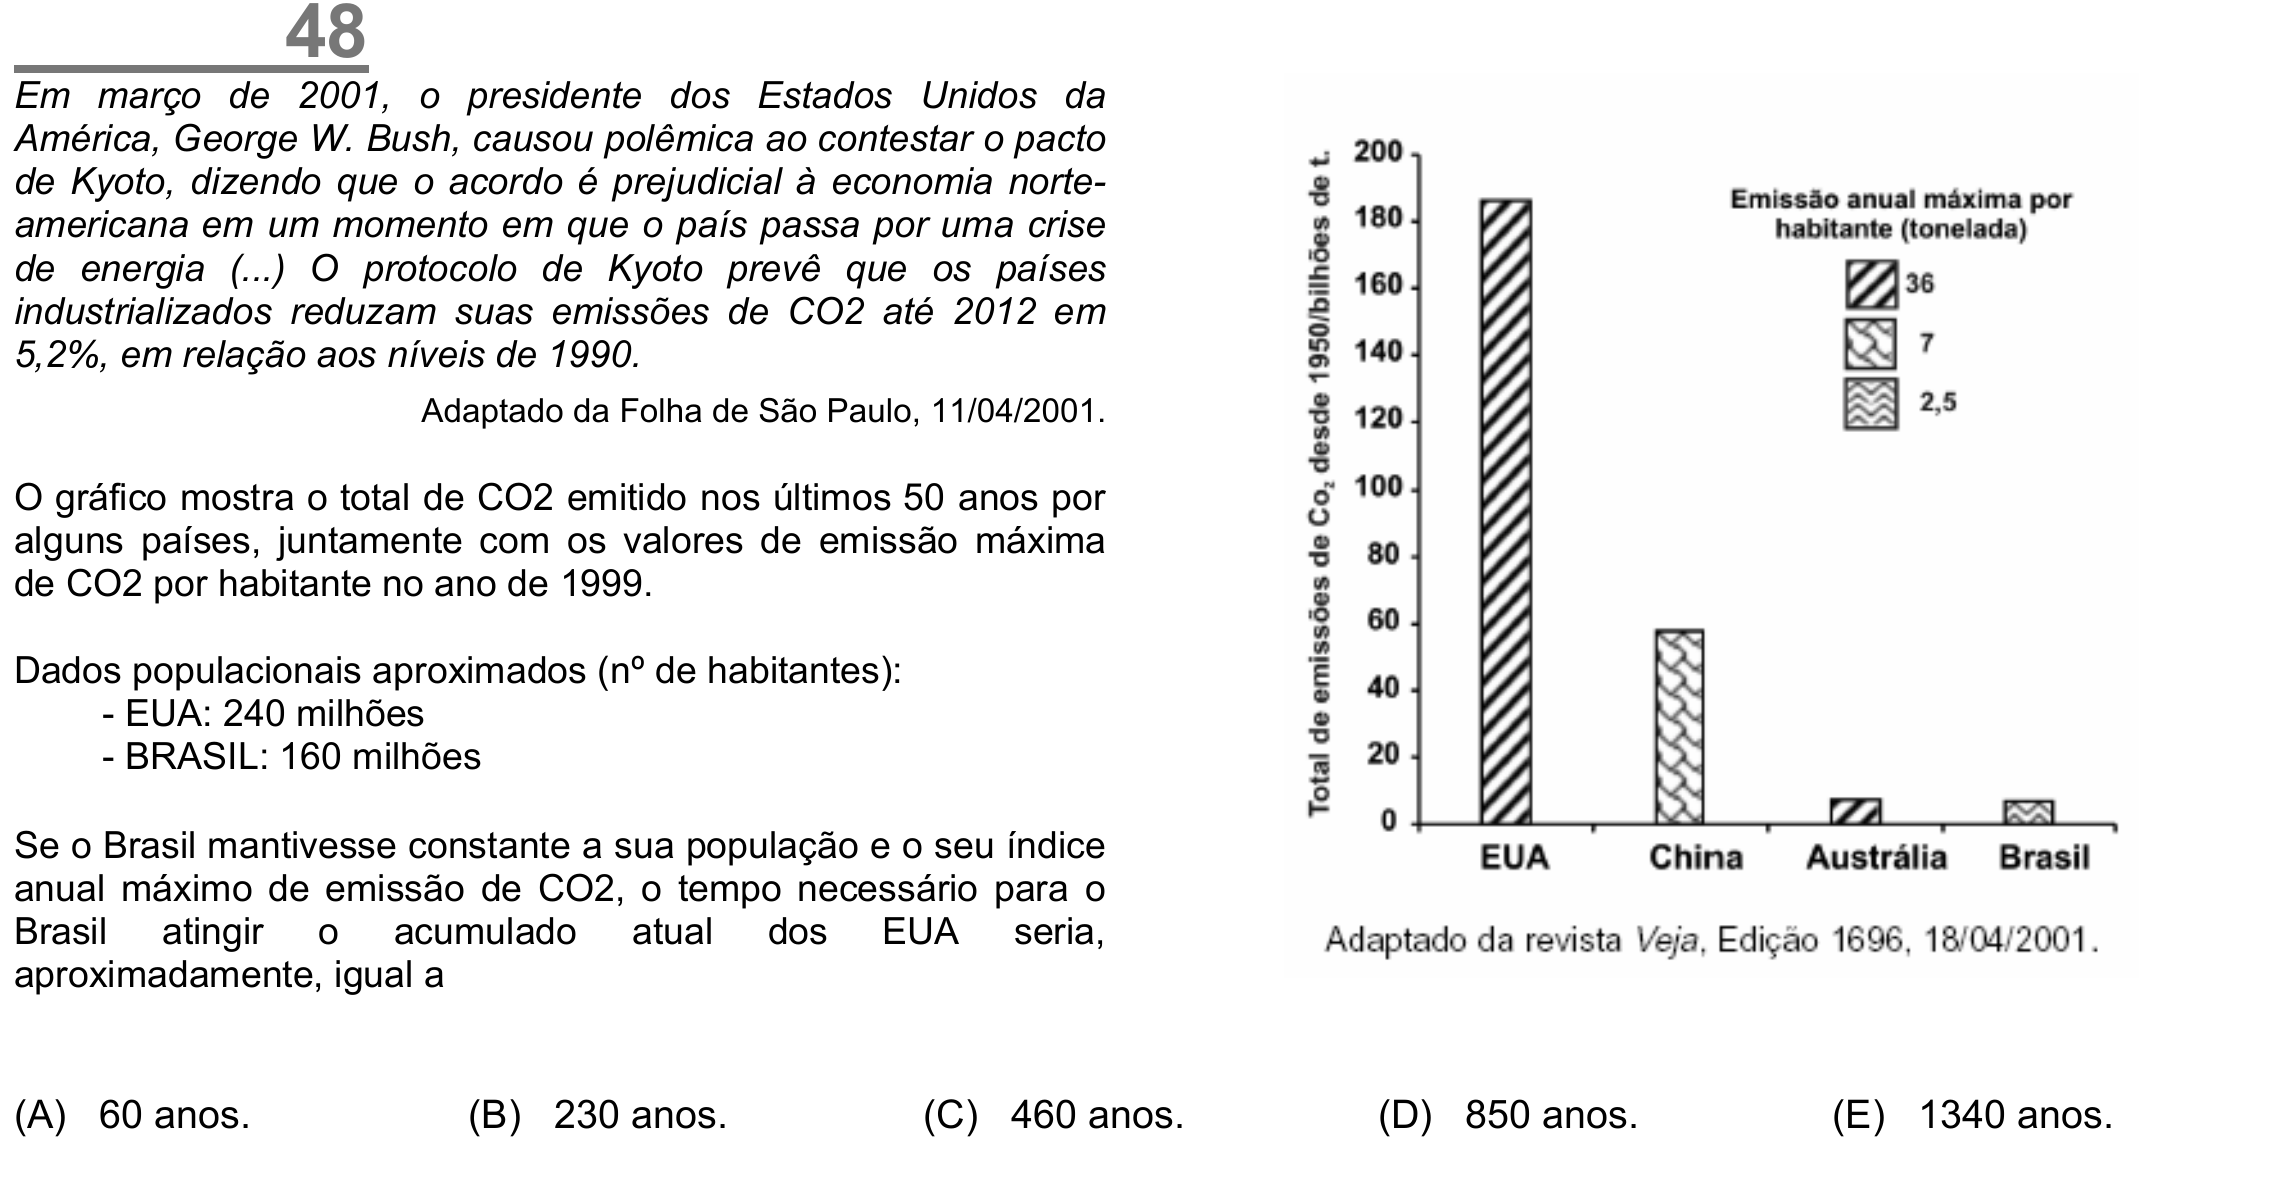 48
Em março de 2001, o presidente dos Estados Unidos da
América, George W. Bush, causou polêmica ao contestar o pacto
de Kyoto, dizendo que o acordo é prejudicial à economia norte-
americana em um momento em que o país passa por uma crise
de energia (...) O protocolo de Kyoto prevê que os países
industrializados reduzam suas emissões de CO2 até 2012 em
5,2%, em relação aos níveis de 1990.
Adaptado da Folha de São Paulo, 11/04/2001.
O gráfico mostra o total de CO2 emitido nos últimos 50 anos por
alguns países, juntamente com os valores de emissão máxima
de CO2 por habitante no ano de 1999.
Dados populacionais aproximados (nº de habitantes):
- EUA: 240 milhões
- BRASIL: 160 milhões
Se o Brasil mantivesse constante a sua população e o seu índice
anual máximo de emissão de CO2, o tempo necessário para o
Brasil atingir o acumulado atual dos EUA seria,
aproximadamente, igual a
Total de emissões de Co₂ desde 1950/bilhões de t.
200
180
160
140
120
100
80
60
40
20
0
Emissão anual máxima por
habitante (tonelada)
36
7
2,5
EUA China Austrália Brasil
Adaptado da revista Veja, Edição 1696, 18/04/2001.
(A) 60 anos. (B) 230 anos. (C) 460 anos. (D) 850 anos. (E) 1340 anos.